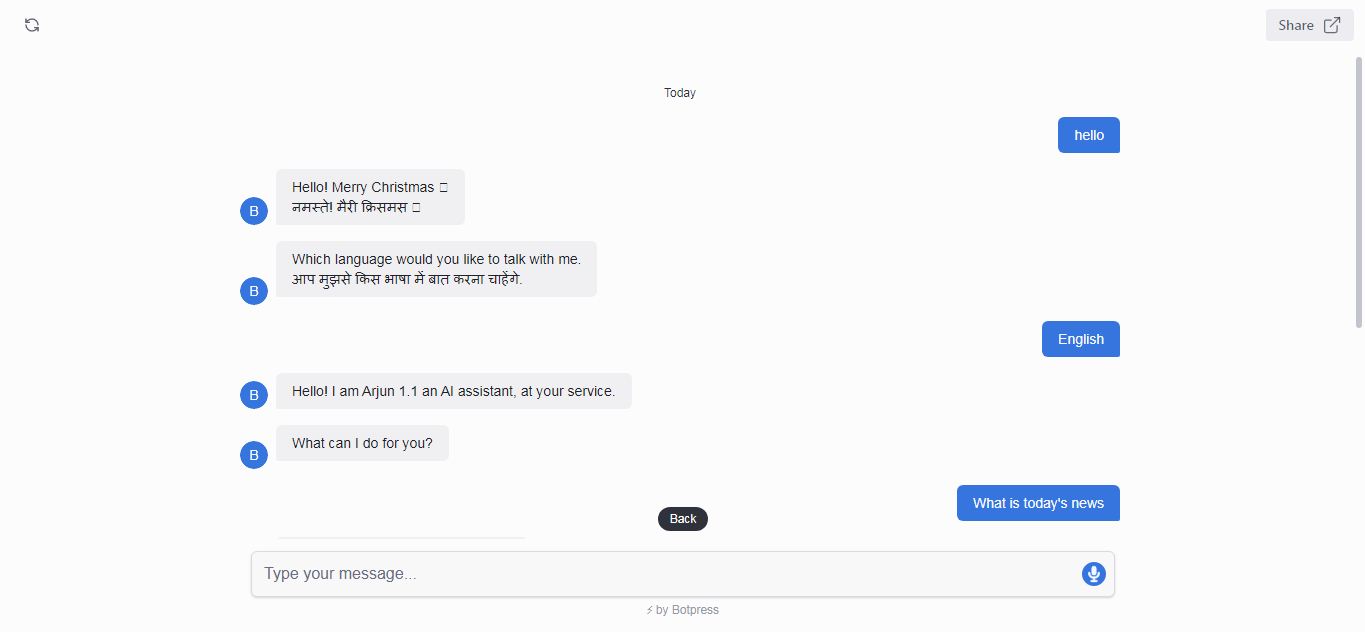 Share
Today
hello
Hello! Merry Christmas
नमस्ते! मैरी क्रिसमस
B
Which language would you like to talk with me.
आप मुझसे किस भाषा में बात करना चाहेंगे.
B
English
B
Hello! I am Arjun 1.1 an AI assistant, at your service.
What can I do for you?
B
What is today's news
Back
Type your message...
⚡ by Botpress